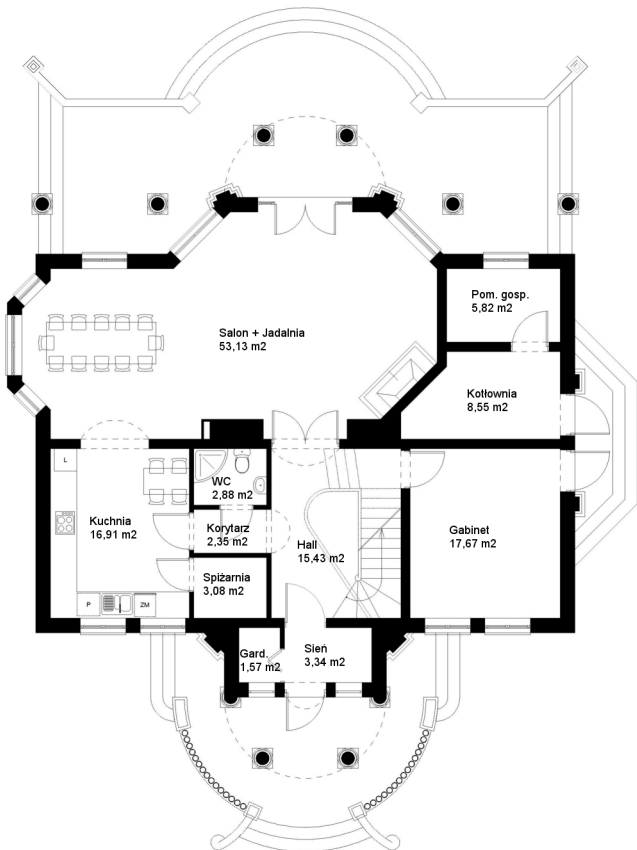 Pom. gosp.
5,82 m2
Salon + Jadalnia
53,13 m2
Kotłownia
8,55 m2
L
WC
2,88 m2
Kuchnia
16,91 m2
Korytarz
2,35 m2
Hall
15,43 m2
Gabinet
17,67 m2
Spiżarnia
3,08 m2
P
ZM
Gard.
1,57 m2
Sień
3,34 m2